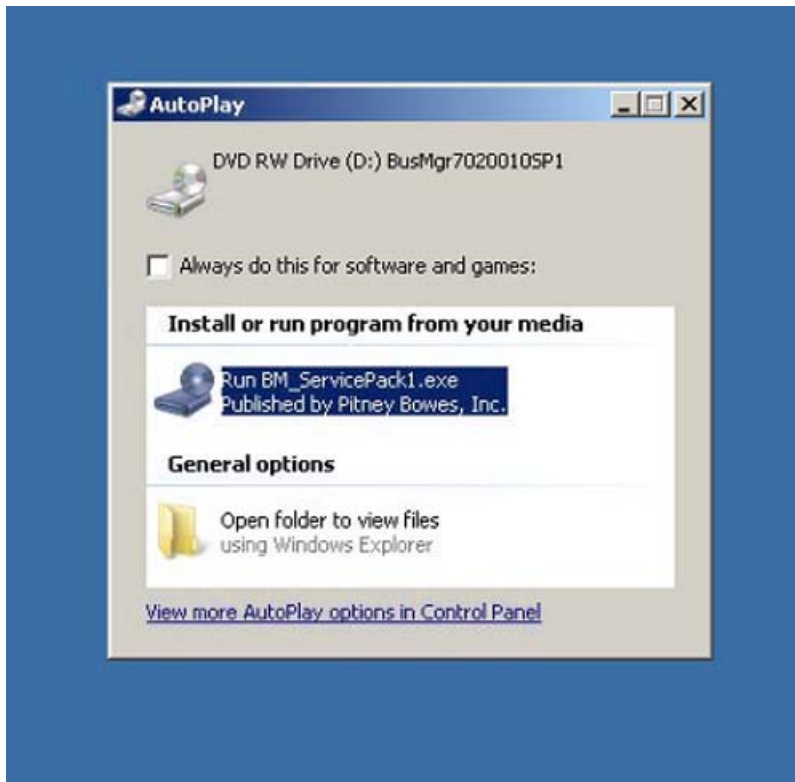 AutoPlay
DVD RW Drive (D:) BusMgr7020010SP1
Always do this for software and games:
Install or run program from your media
Run BM_ServicePack1.exe
Published by Pitney Bowes, Inc.
General options
Open folder to view files
using Windows Explorer
View more AutoPlay options in Control Panel